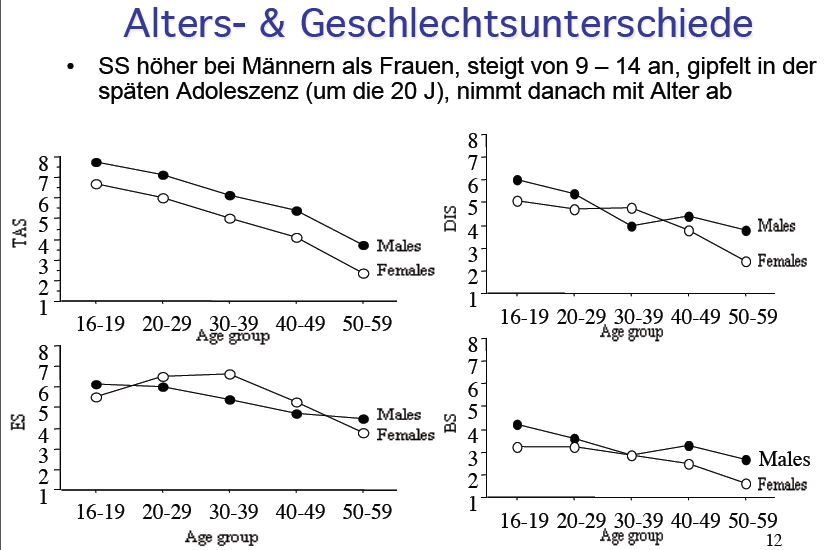 Alters- & Geschlechtsunterschiede
• SS höher bei Männern als Frauen, steigt von 9 – 14 an, gipfelt in der
späten Adoleszenz (um die 20 J), nimmt danach mit Alter ab
TAS
8
7
6
5
4
3
2
1
Males
Females
16-19 20-29 30-39 40-49 50-59
Age group
DIS
8
7
6
5
4
3
2
1
Males
Females
16-19 20-29 30-39 40-49 50-59
Age group
ES
8
7
6
5
4
3
2
1
Males
Females
16-19 20-29 30-39 40-49 50-59
Age group
BS
8
7
6
5
4
3
2
1
Males
Females
16-19 20-29 30-39 40-49 50-59
Age group
12